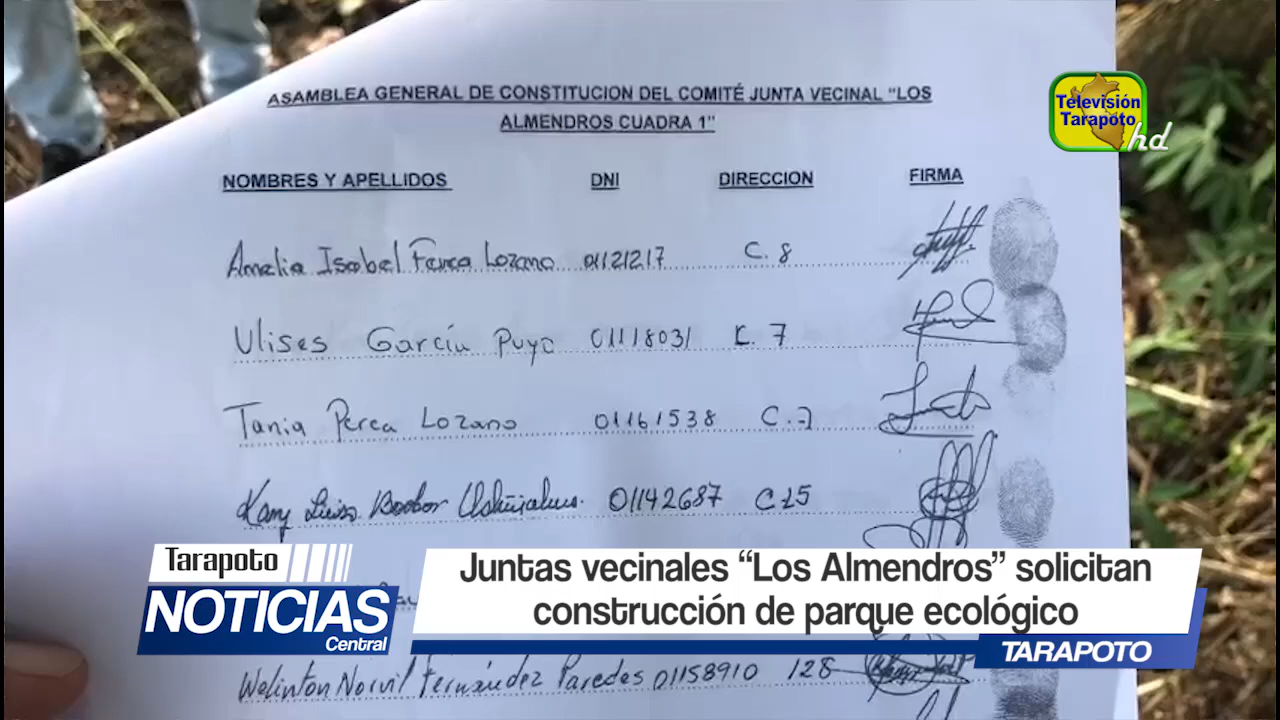 ASAMBLEA GENERAL DE CONSTITUCION DEL COMITÉ JUNTA VECINAL "LOS
ALMENDROS CUADRA 1"
Televisión
Tarapoto
hd
NOMBRES Y APELLIDOS DNI DIRECCION FIRMA
Amelia Isabel Lozano 01121217 C. 8
Ulises García Puyo 01118031 C. 7
Tania Perea Lozano 01161538 C. 7
01142687 C 15
Tarapoto
NOTICIAS
Central
Juntas vecinales “Los Almendros” solicitan
construcción de parque ecológico
TARAPOTO
Welinton Norvil Fernández Paredes 01158910 128